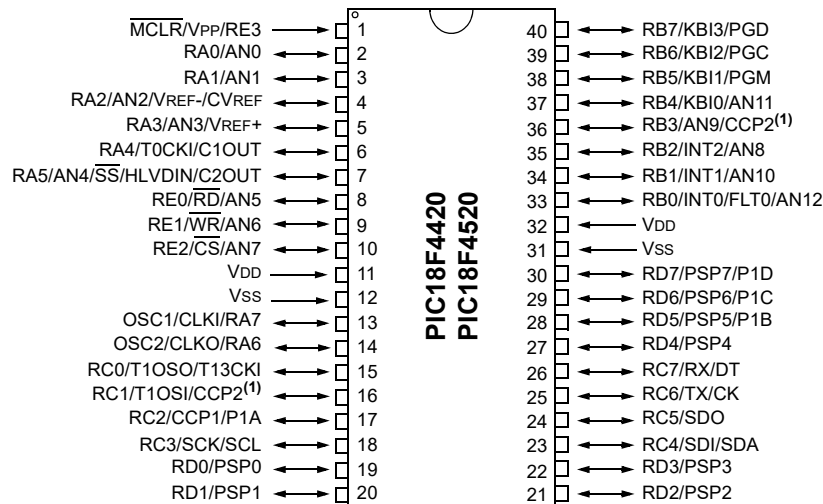 MCLR/VPP/RE3 1 40 RB7/KBI3/PGD
RA0/AN0 2 39 RB6/KBI2/PGC
RA1/AN1 3 38 RB5/KBI1/PGM
RA2/AN2/VREF-/CVREF 4 37 RB4/KBI0/AN11
RA3/AN3/VREF+ 5 36 RB3/AN9/CCP2(1)
RA4/T0CKI/C1OUT 6 35 RB2/INT2/AN8
RA5/AN4/SS/HLVDIN/C2OUT 7 34 RB1/INT1/AN10
RE0/RD/AN5 8 33 RB0/INT0/FLT0/AN12
RE1/WR/AN6 9 32 VDD
RE2/CS/AN7 10 31 VSS
VDD 11 30 RD7/PSP7/P1D
VSS 12 29 RD6/PSP6/P1C
OSC1/CLKI/RA7 13 28 RD5/PSP5/P1B
OSC2/CLKO/RA6 14 27 RD4/PSP4
RC0/T1OSO/T13CKI 15 26 RC7/RX/DT
RC1/T1OSI/CCP2(1) 16 25 RC6/TX/CK
RC2/CCP1/P1A 17 24 RC5/SDO
RC3/SCK/SCL 18 23 RC4/SDI/SDA
RD0/PSP0 19 22 RD3/PSP3
RD1/PSP1 20 21 RD2/PSP2
PIC18F4420
PIC18F4520